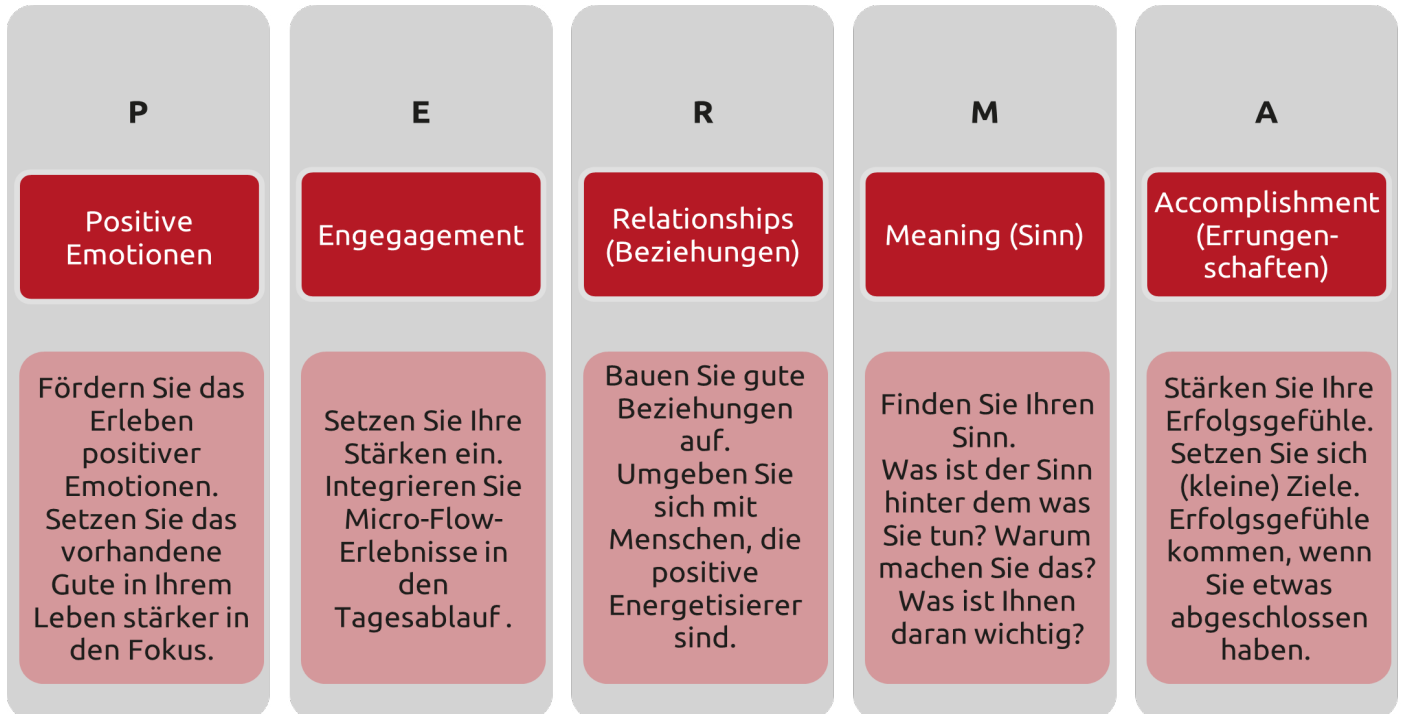 P
Positive
Emotionen
Fördern Sie das
Erleben
positiver
Emotionen.
Setzen Sie das
vorhandene
Gute in Ihrem
Leben stärker in
den Fokus.
E
Engegagement
Setzen Sie Ihre
Stärken ein.
Integrieren Sie
Micro-Flow-
Erlebnisse in
den
Tagesablauf .
R
Relationships
(Beziehungen)
Bauen Sie gute
Beziehungen
auf.
Umgeben Sie
sich mit
Menschen, die
positive
Energetisierer
sind.
M
Meaning (Sinn)
Finden Sie Ihren
Sinn.
Was ist der Sinn
hinter dem was
Sie tun? Warum
machen Sie das?
Was ist Ihnen
daran wichtig?
A
Accomplishment
(Errungen-
schaften)
Stärken Sie Ihre
Erfolgsgefühle.
Setzen Sie sich
(kleine) Ziele.
Erfolgsgefühle
kommen, wenn
Sie etwas
abgeschlossen
haben.